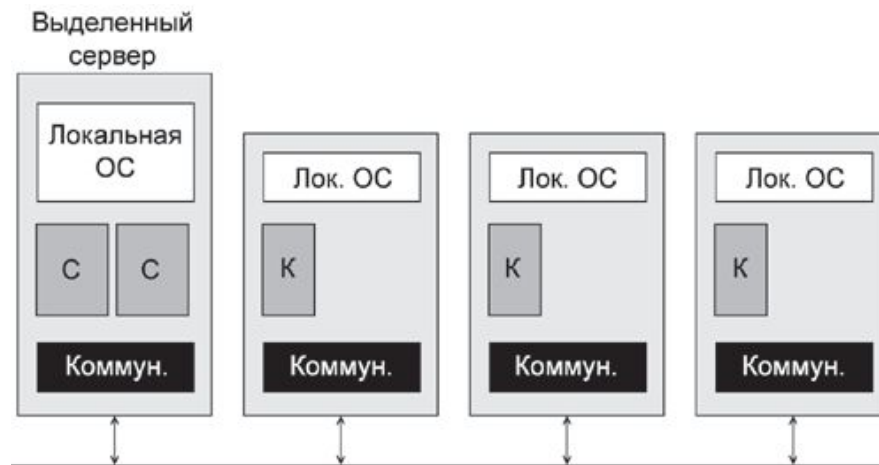 Выделенный
сервер
Локальная
ОС
С
С
Коммун.
Лок. ОС
К
Коммун.
Лок. ОС
К
Коммун.
Лок. ОС
К
Коммун.